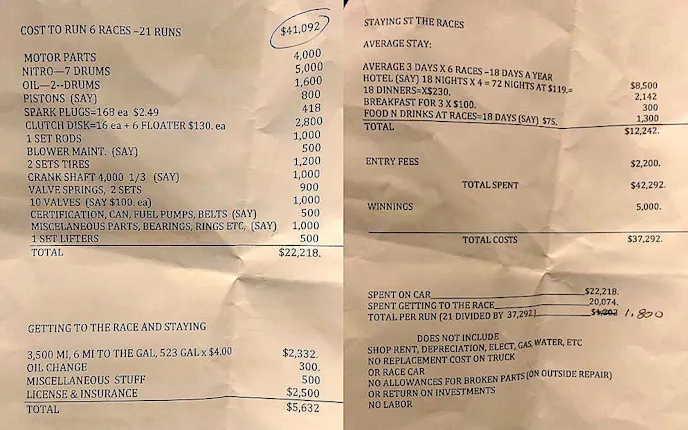 COST TO RUN 6 RACES –21 RUNS $41,092
MOTOR PARTS 4,000
NITRO—7 DRUMS 5,000
OIL—2--DRUMS 1,600
PISTONS (SAY) 800
SPARK PLUGS=168 ea $2.49 418
CLUTCH DISK=16 ea + 6 FLOATER $130. ea 2,800
1 SET RODS 1,000
BLOWER MAINT. (SAY) 500
2 SETS TIRES 1,200
CRANK SHAFT 4,000 1/3 (SAY) 1,000
VALVE SPRINGS, 2 SETS 900
10 VALVES (SAY $100. ea) 1,000
CERTIFICATION, CAN, FUEL PUMPS, BELTS (SAY) 500
MISCELANEOUS PARTS, BEARINGS, RINGS ETC, (SAY) 1,000
1 SET LIFTERS 500
TOTAL $22,218.
GETTING TO THE RACE AND STAYING
3,500 MI, 6 MI TO THE GAL, 523 GAL x $4.00 $2,332.
OIL CHANGE 300.
MISCELLANEOUS STUFF 500
LICENSE & INSURANCE $2,500
TOTAL $5,632
STAYING ST THE RACES
AVERAGE STAY:
AVERAGE 3 DAYS X 6 RACES –18 DAYS A YEAR
HOTEL (SAY) 18 NIGHTS X 4 = 72 NIGHTS AT $119.= $8,500
18 DINNERS=X$230. 2,142
BREAKFAST FOR 3 X $100. 300
FOOD N DRINKS AT RACES=18 DAYS (SAY) $75. 1,300
TOTAL $12,242.
ENTRY FEES $2,200.
TOTAL SPENT $42,292.
WINNINGS 5,000.
TOTAL COSTS $37,292.
SPENT ON CAR $22,218.
SPENT GETTING TO THE RACE 20,074.
TOTAL PER RUN (21 DIVIDED BY 37,292) $1,202 1,800
DOES NOT INCLUDE
SHOP RENT, DEPRECIATION, ELECT, GAS, WATER, ETC
NO REPLACEMENT COST ON TRUCK
OR RACE CAR
NO ALLOWANCES FOR BROKEN PARTS (ON OUTSIDE REPAIR)
OR RETURN ON INVESTMENTS
NO LABOR